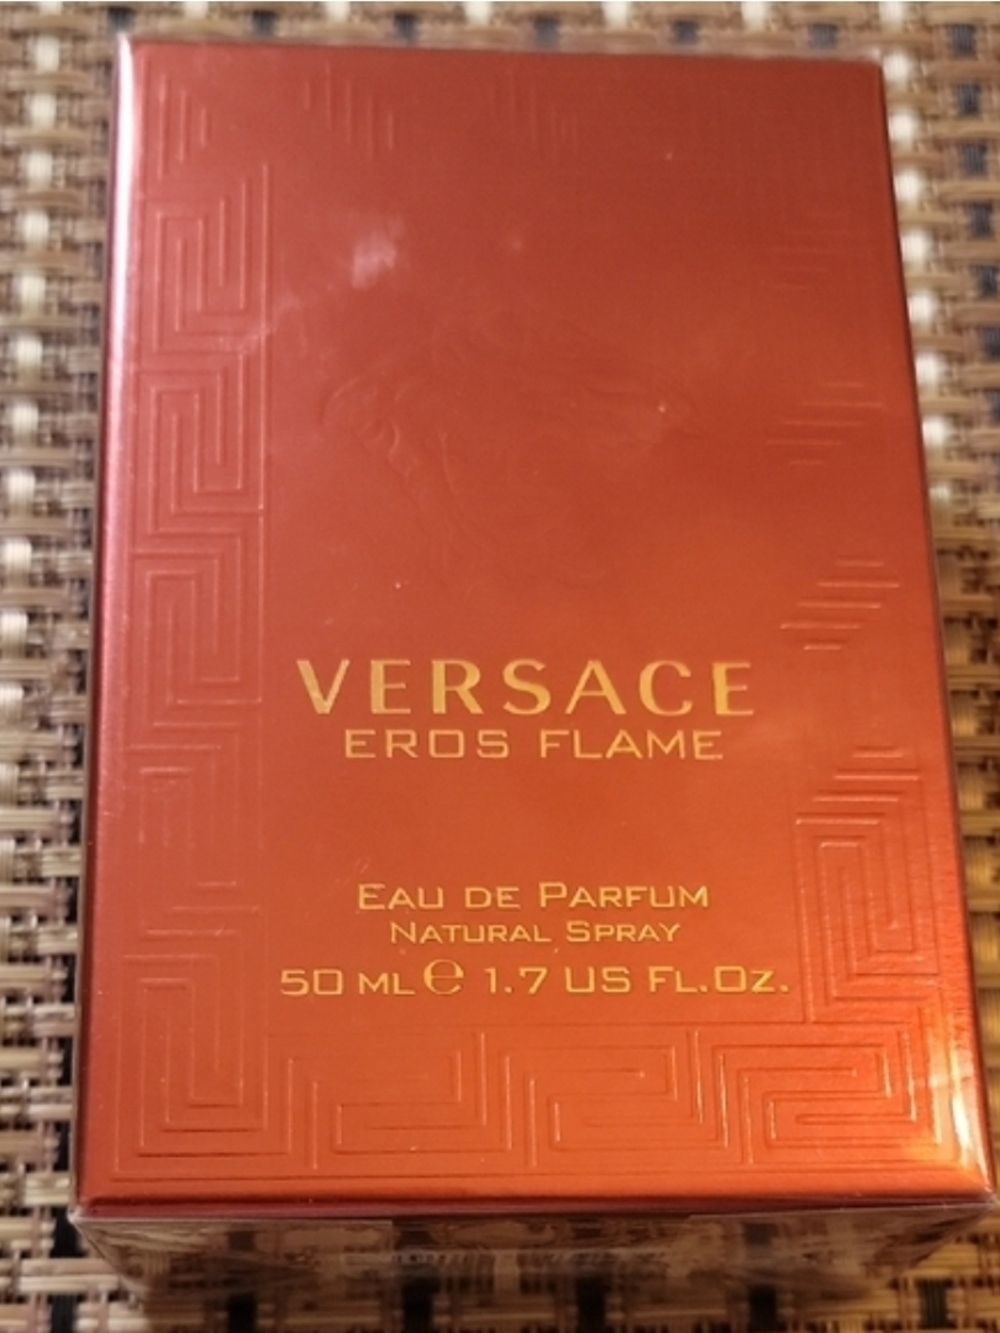 VERSACE
EROS FLAME
EAU DE PARFUM
NATURAL SPRAY
50 ML ℮ 1.7 US FL.OZ.